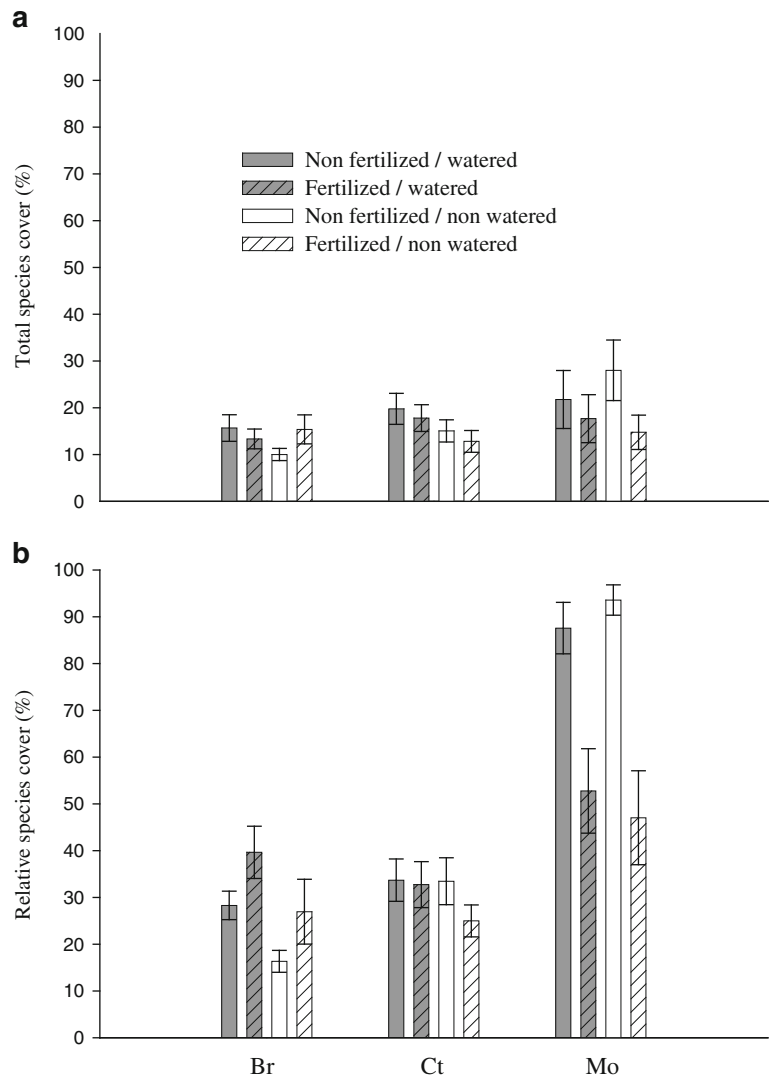 a
100
90
80
70
60
50
40
30
20
10
0
Total species cover (%)
Non fertilized / watered
Fertilized / watered
Non fertilized / non watered
Fertilized / non watered
b
100
90
80
70
60
50
40
30
20
10
0
Relative species cover (%)
Br Ct Mo